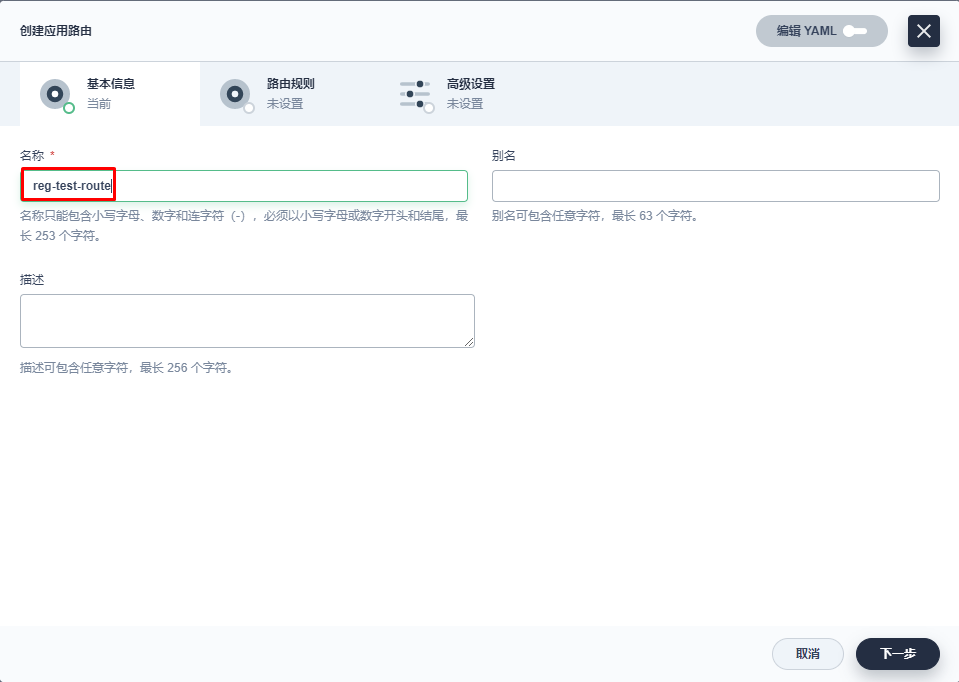 创建应用路由
编辑 YAML
基本信息
当前
路由规则
未设置
高级设置
未设置
名称 *
reg-test-route
名称只能包含小写字母、数字和连字符（-），必须以小写字母或数字开头和结尾，最
长 253 个字符。
别名
别名可包含任意字符，最长 63 个字符。
描述
描述可包含任意字符，最长 256 个字符。
取消
下一步